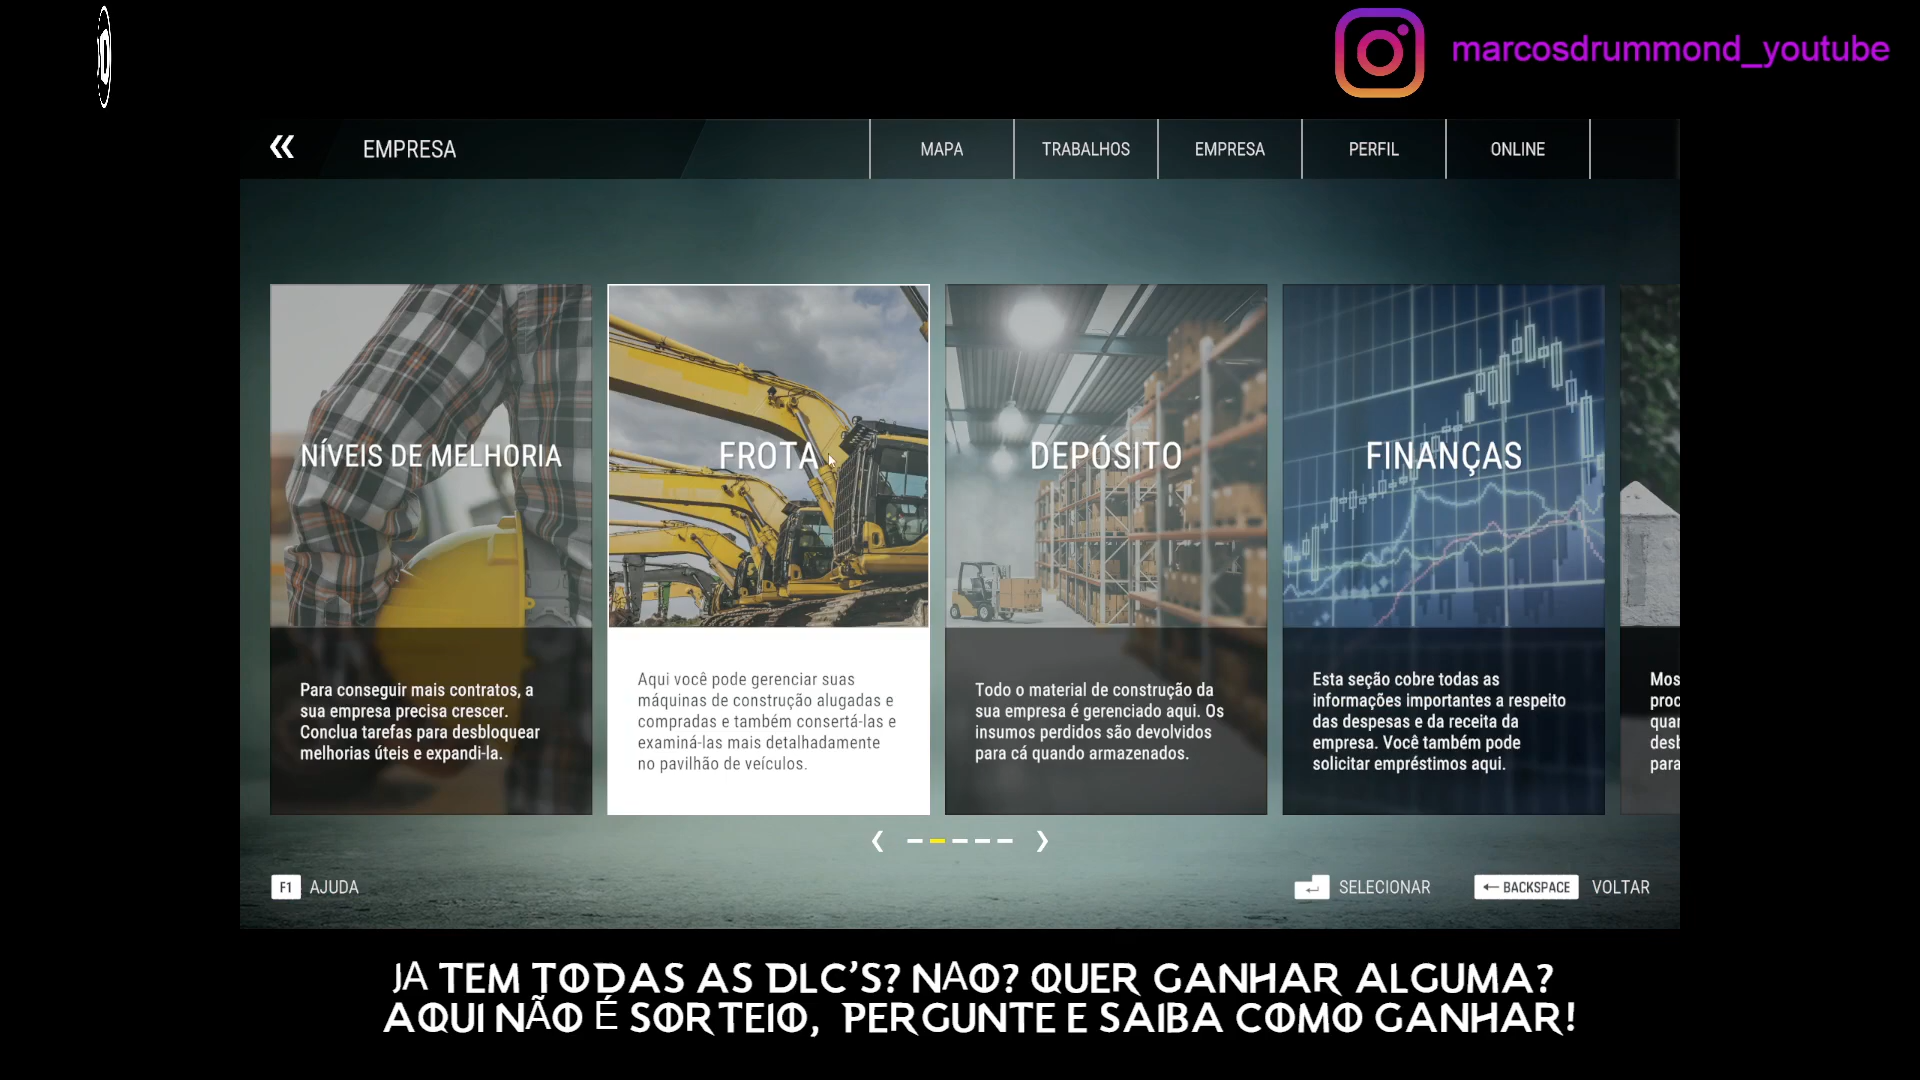 marcosdrummond_youtube
EMPRESA
MAPA
TRABALHOS
EMPRESA
PERFIL
ONLINE
NÍVEIS DE MELHORIA
Para conseguir mais contratos, a
sua empresa precisa crescer.
Conclua tarefas para desbloquear
melhorias úteis e expandi-la.
FROTA
Aqui você pode gerenciar suas
máquinas de construção alugadas e
compradas e também consertá-las e
examiná-las mais detalhadamente
no pavilhão de veículos.
DEPÓSITO
Todo o material de construção da
sua empresa é gerenciado aqui. Os
insumos perdidos são devolvidos
para cá quando armazenados.
FINANÇAS
Esta seção cobre todas as
informações importantes a respeito
das despesas e da receita da
empresa. Você também pode
solicitar empréstimos aqui.
Mos
proc
quan
desb
para
F1 AJUDA
SELECIONAR
← BACKSPACE VOLTAR
JA TEM TODAS AS DLC'S? NAO? QUER GANHAR ALGUMA?
AQUI NÃO É SORTEIO, PERGUNTE E SAIBA COMO GANHAR!